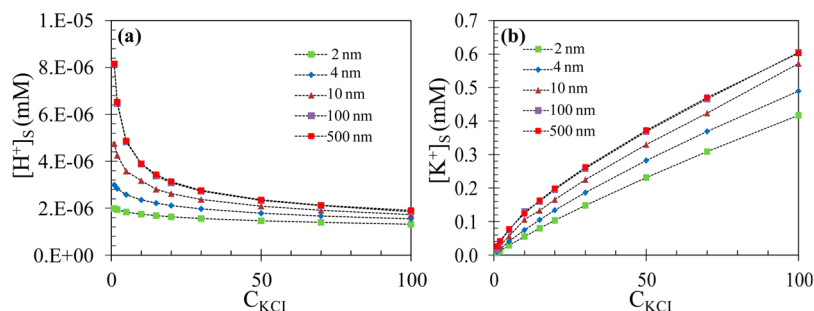 (a)
[H⁺]S (mM)
1.E-05
8.E-06
6.E-06
4.E-06
2.E-06
0.E+00
2 nm
4 nm
10 nm
100 nm
500 nm
0
50
100
CKCl
(b)
[K⁺]S (mM)
0.7
0.6
0.5
0.4
0.3
0.2
0.1
0.0
2 nm
4 nm
10 nm
100 nm
500 nm
0
50
100
CKCl